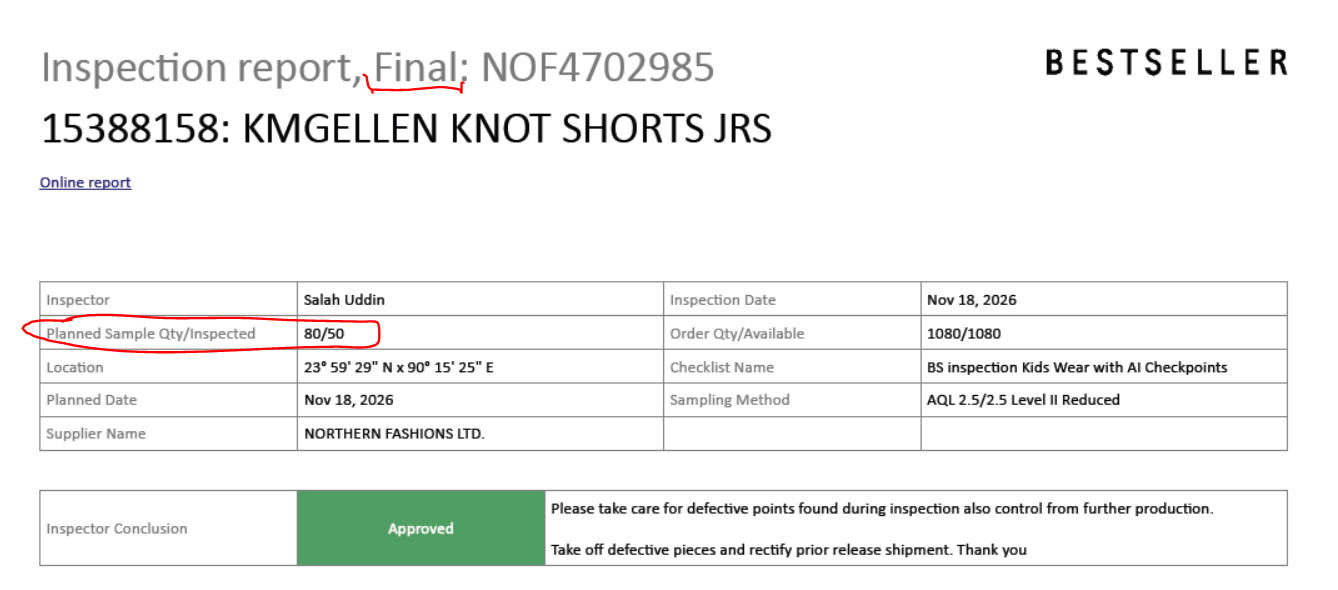 Inspection report, Final: NOF4702985
BESTSELLER
15388158: KMGELLEN KNOT SHORTS JRS
Online report
Inspector Salah Uddin Inspection Date Nov 18, 2026
Planned Sample Qty/Inspected 80/50 Order Qty/Available 1080/1080
Location 23° 59' 29" N x 90° 15' 25" E Checklist Name BS inspection Kids Wear with AI Checkpoints
Planned Date Nov 18, 2026 Sampling Method AQL 2.5/2.5 Level II Reduced
Supplier Name NORTHERN FASHIONS LTD.
Please take care for defective points found during inspection also control from further production.
Inspector Conclusion Approved
Take off defective pieces and rectify prior release shipment. Thank you